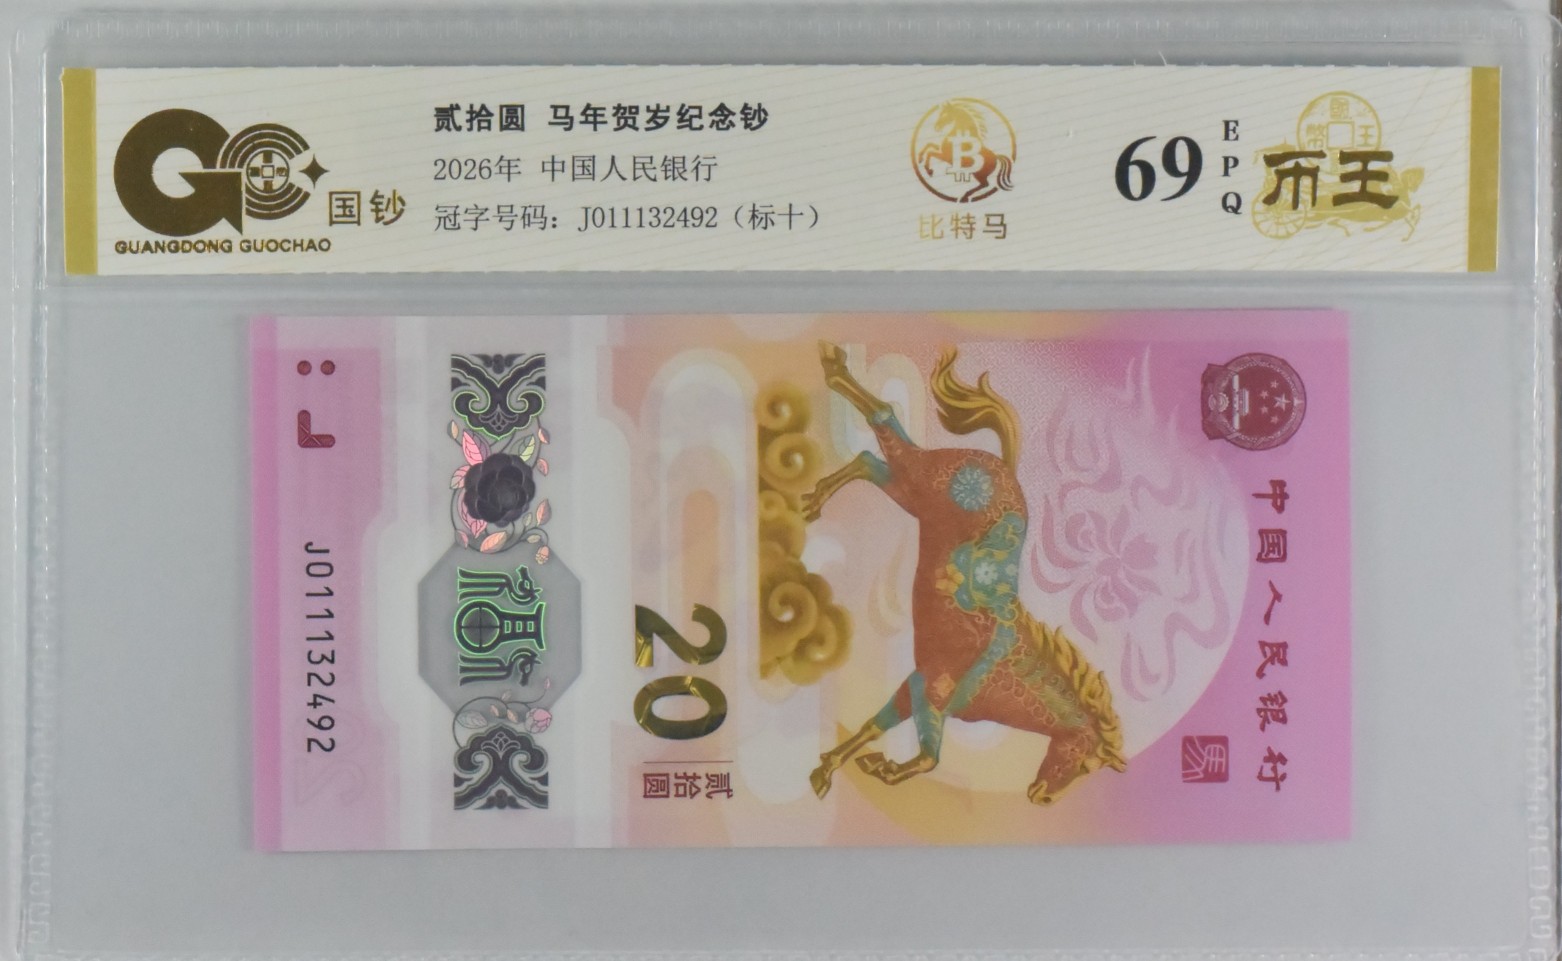 贰拾圆 马年贺岁纪念钞
2026年 中国人民银行
冠字号码：J011132492（标十）
国钞
GUANGDONG GUOCHAO
比特马
69
EPQ
币王
J011132492
20
贰拾圆
中国人民银行